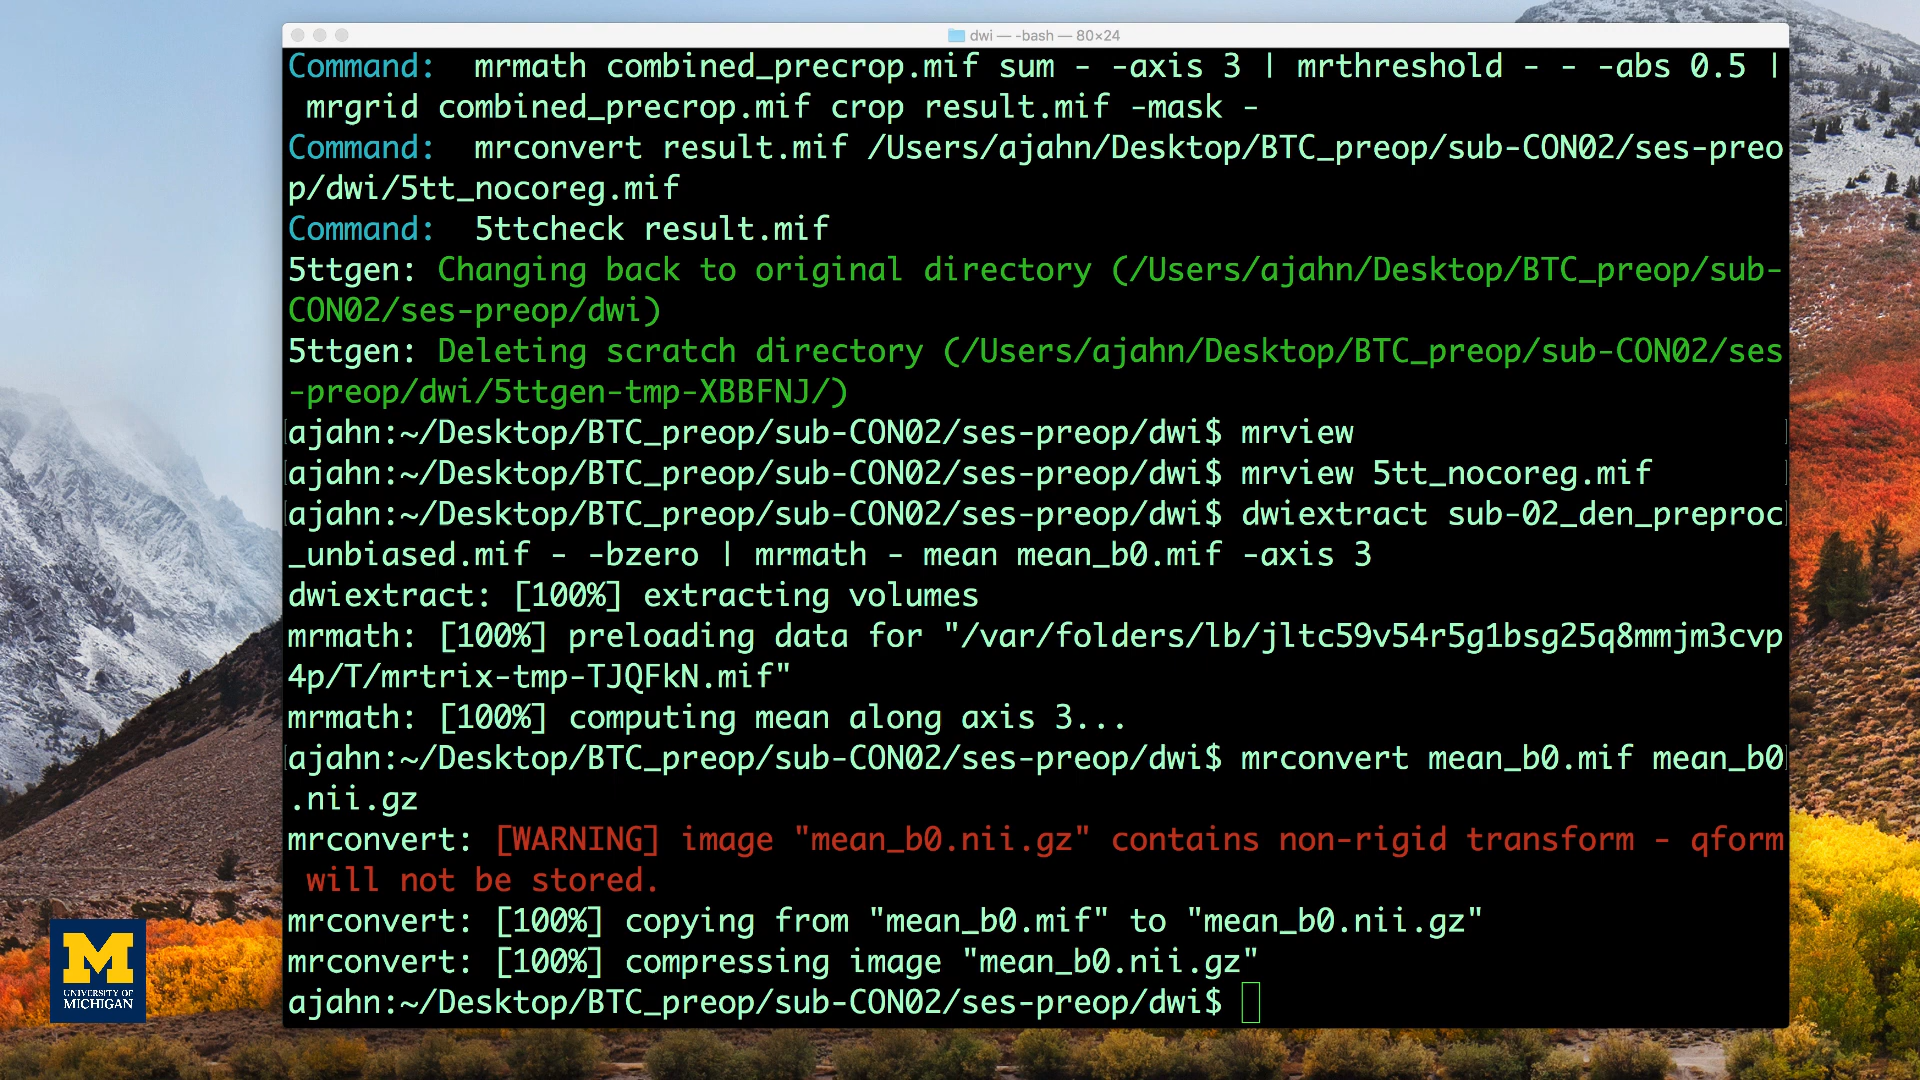 dwi — -bash — 80×24
Command:  mrmath combined_precrop.mif sum - -axis 3 | mrthreshold - - -abs 0.5 |
 mrgrid combined_precrop.mif crop result.mif -mask -
Command:  mrconvert result.mif /Users/ajahn/Desktop/BTC_preop/sub-CON02/ses-preo
p/dwi/5tt_nocoreg.mif
Command:  5ttcheck result.mif
5ttgen: Changing back to original directory (/Users/ajahn/Desktop/BTC_preop/sub-
CON02/ses-preop/dwi)
5ttgen: Deleting scratch directory (/Users/ajahn/Desktop/BTC_preop/sub-CON02/ses
-preop/dwi/5ttgen-tmp-XBBFNJ/)
ajahn:~/Desktop/BTC_preop/sub-CON02/ses-preop/dwi$ mrview
ajahn:~/Desktop/BTC_preop/sub-CON02/ses-preop/dwi$ mrview 5tt_nocoreg.mif
ajahn:~/Desktop/BTC_preop/sub-CON02/ses-preop/dwi$ dwiextract sub-02_den_preproc
_unbiased.mif - -bzero | mrmath - mean mean_b0.mif -axis 3
dwiextract: [100%] extracting volumes
mrmath: [100%] preloading data for "/var/folders/lb/jltc59v54r5g1bsg25q8mmjm3cvp
4p/T/mrtrix-tmp-TJQFkN.mif"
mrmath: [100%] computing mean along axis 3...
ajahn:~/Desktop/BTC_preop/sub-CON02/ses-preop/dwi$ mrconvert mean_b0.mif mean_b0
.nii.gz
mrconvert: [WARNING] image "mean_b0.nii.gz" contains non-rigid transform - qform
 will not be stored.
mrconvert: [100%] copying from "mean_b0.mif" to "mean_b0.nii.gz"
mrconvert: [100%] compressing image "mean_b0.nii.gz"
ajahn:~/Desktop/BTC_preop/sub-CON02/ses-preop/dwi$
M
UNIVERSITY OF
MICHIGAN